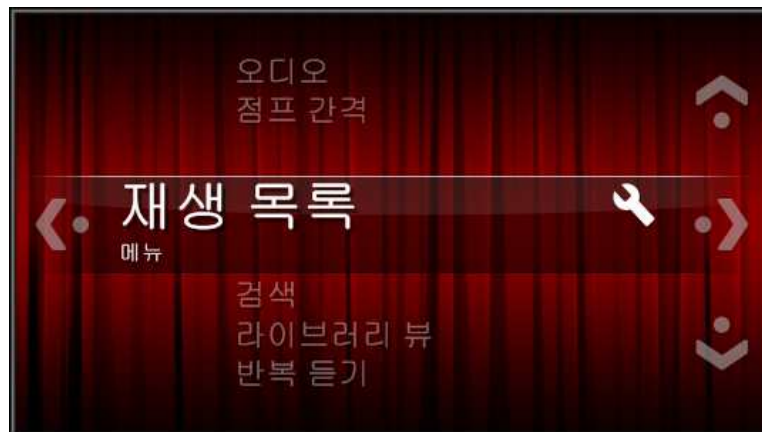 오디오
점프 간격
재생 목록
메뉴
검색
라이브러리 뷰
반복 듣기